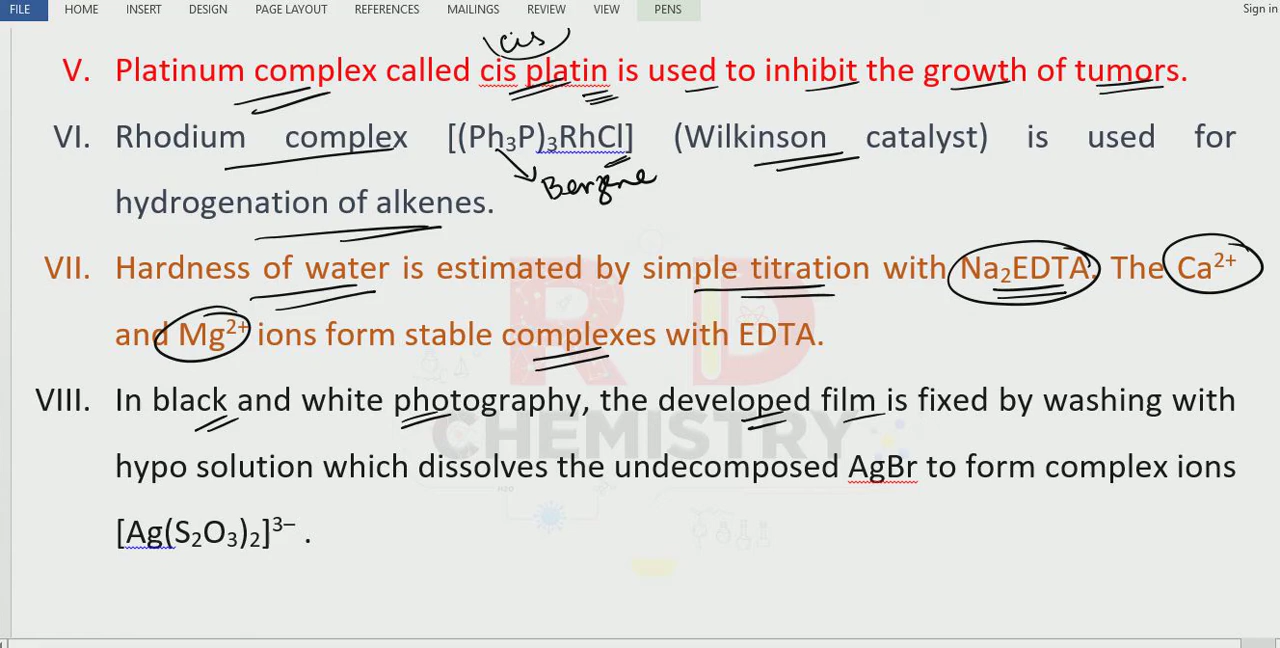 FILE HOME INSERT DESIGN PAGE LAYOUT REFERENCES MAILINGS REVIEW VIEW PENS Sign in
cis
V. Platinum complex called cis platin is used to inhibit the growth of tumors.
VI. Rhodium complex [(Ph₃P)₃RhCl] (Wilkinson catalyst) is used for
Benzene
hydrogenation of alkenes.
VII. Hardness of water is estimated by simple titration with Na₂EDTA. The Ca²⁺
and Mg²⁺ ions form stable complexes with EDTA.
VIII. In black and white photography, the developed film is fixed by washing with
hypo solution which dissolves the undecomposed AgBr to form complex ions
[Ag(S₂O₃)₂]³⁻ .
RD
CHEMISTRY